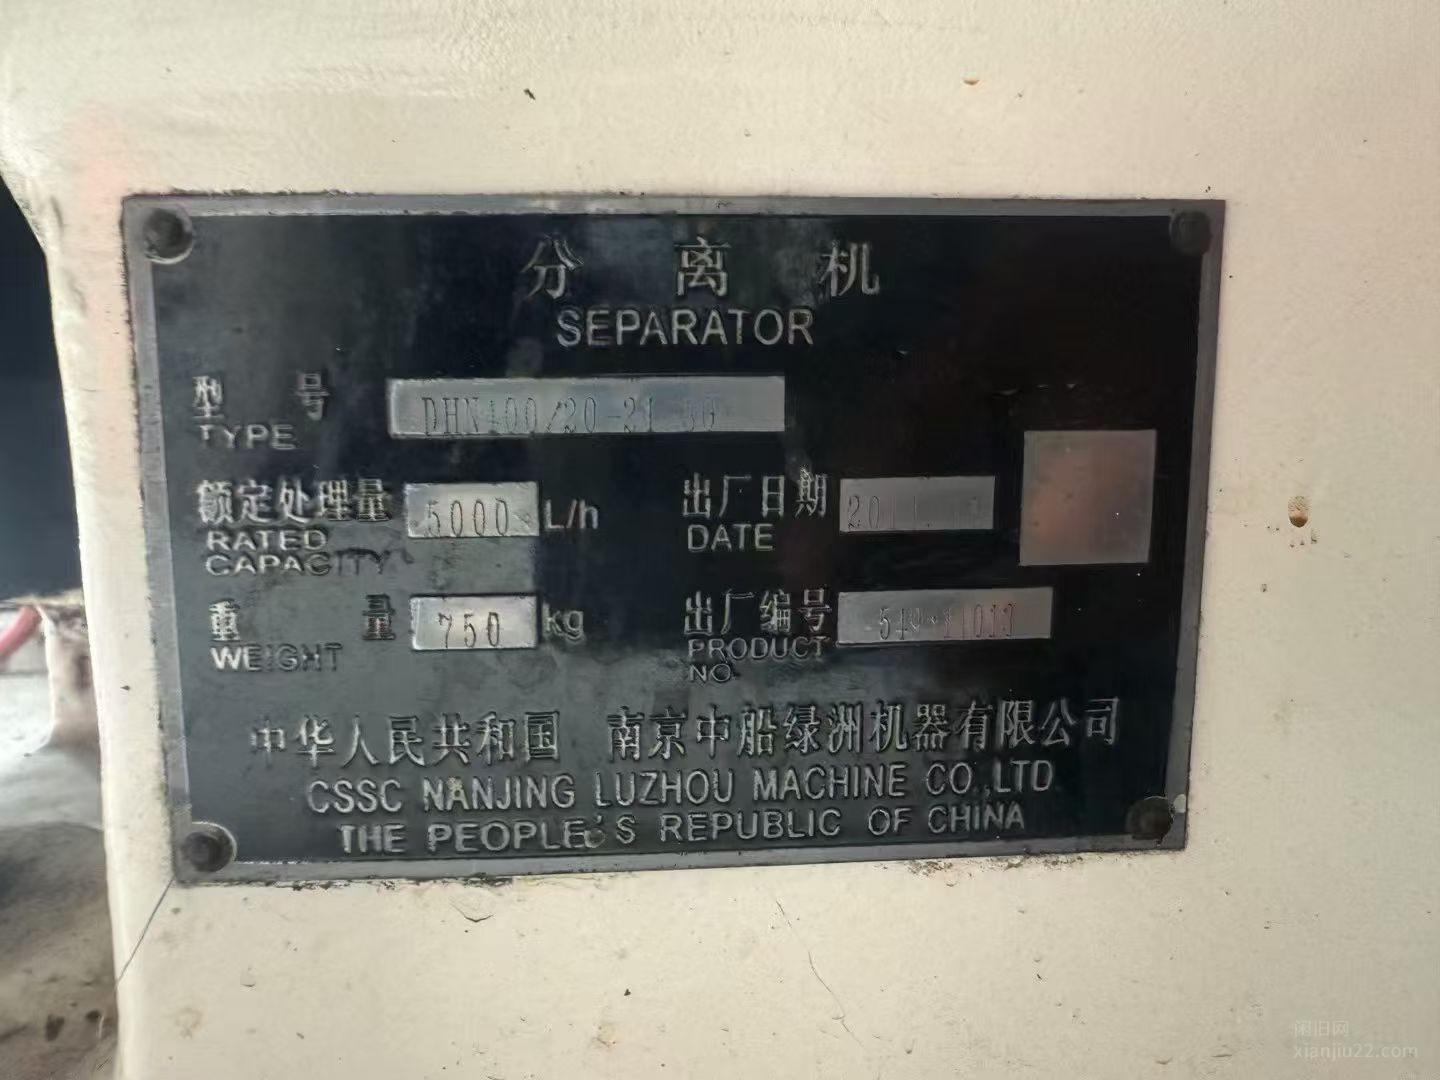 分离机
SEPARATOR
型号
TYPE
额定处理量 5000 L/h
RATED
CAPACITY
出厂日期
DATE
重量 750 kg
WEIGHT
出厂编号
PRODUCT
NO
中华人民共和国 南京中船绿洲机器有限公司
CSSC NANJING LUZHOU MACHINE CO.,LTD
THE PEOPLE'S REPUBLIC OF CHINA
闲旧网
xianjiu22.com